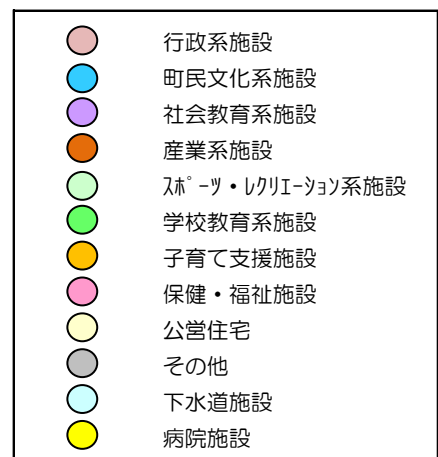 行政系施設
町民文化系施設
社会教育系施設
産業系施設
ｽﾎﾟｰﾂ・ﾚｸﾘｴｰｼｮﾝ系施設
学校教育系施設
子育て支援施設
保健・福祉施設
公営住宅
その他
下水道施設
病院施設